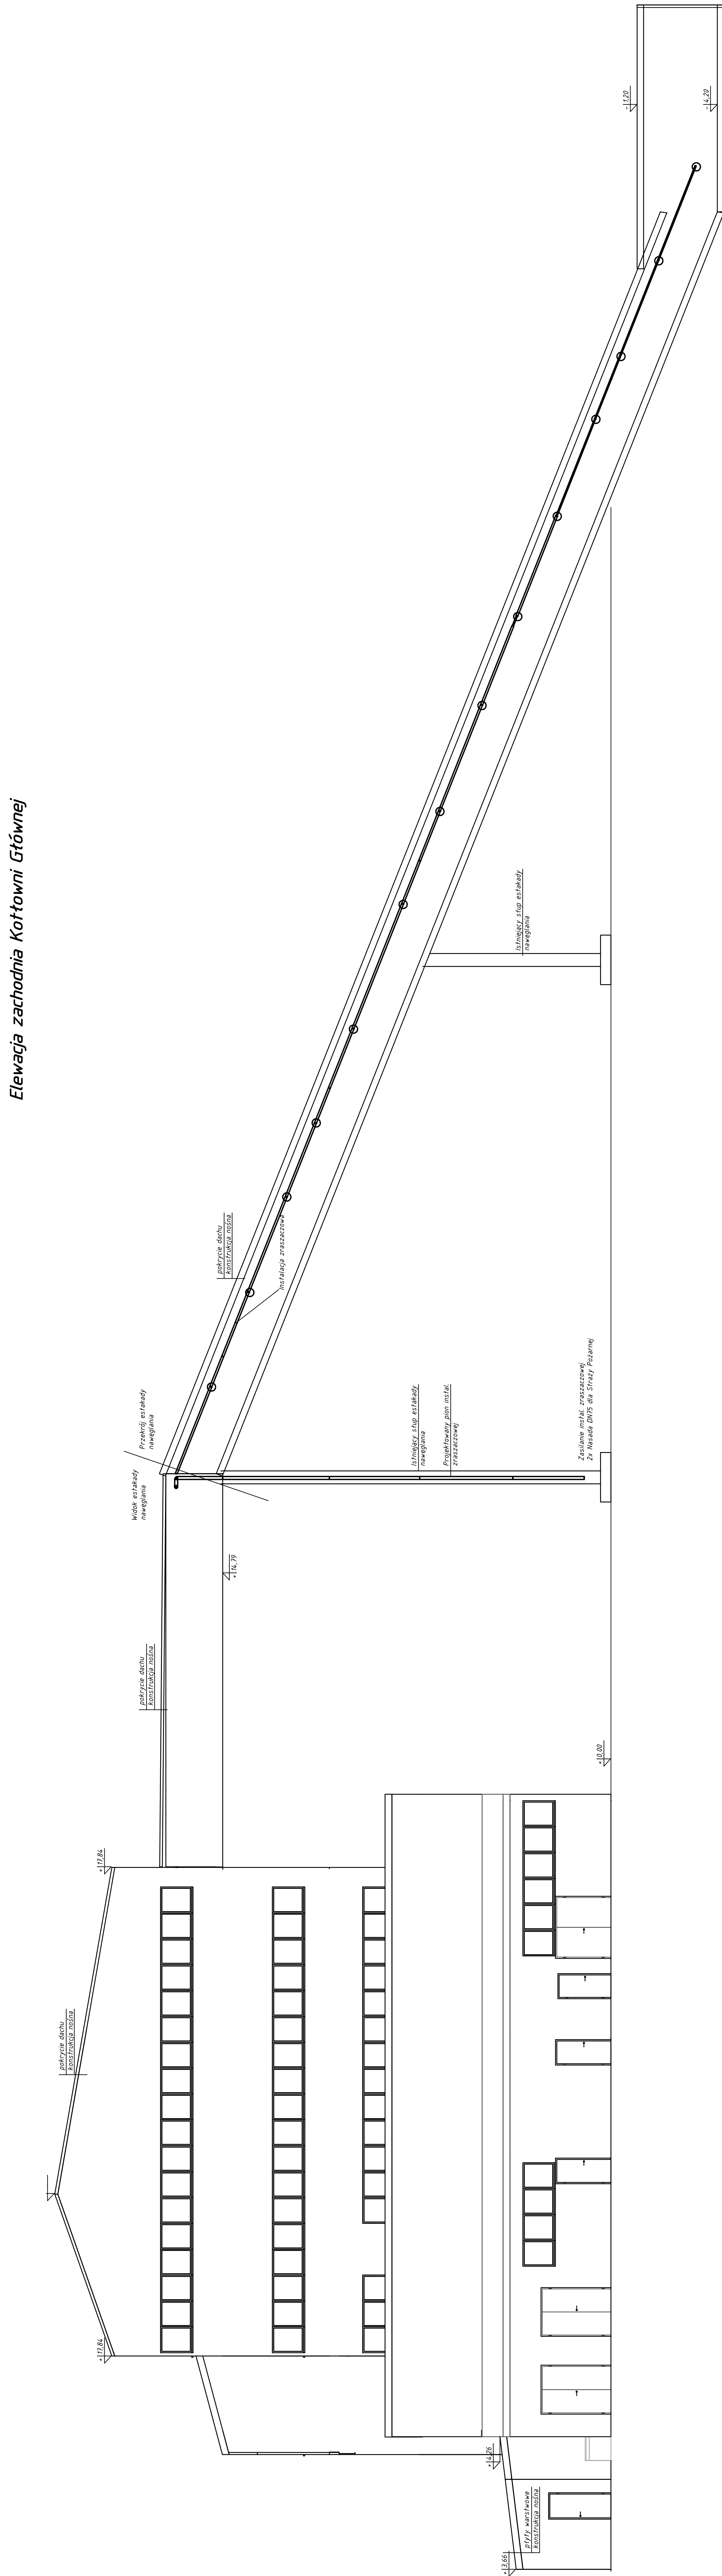 Elewacja zachodnia Kotłowni Głównej
+3,66
płyty warstwowe
konstrukcja nośna
+4,26
+17,84
pokrycie dachu
konstrukcja nośna
+17,84
±0,00
pokrycie dachu
konstrukcja nośna
+14,79
Widok estakady
nawęglania
Przekrój estakady
nawęglania
Istniejący słup estakady
nawęglania
Projektowany pion instal.
zraszaczowej
Zasilanie instal. zraszaczowej
2x Nasada DN75 dla Straży Pożarnej
pokrycie dachu
konstrukcja nośna
Instalacja zraszaczowa
Istniejący słup estakady
nawęglania
-1,20
-4,20